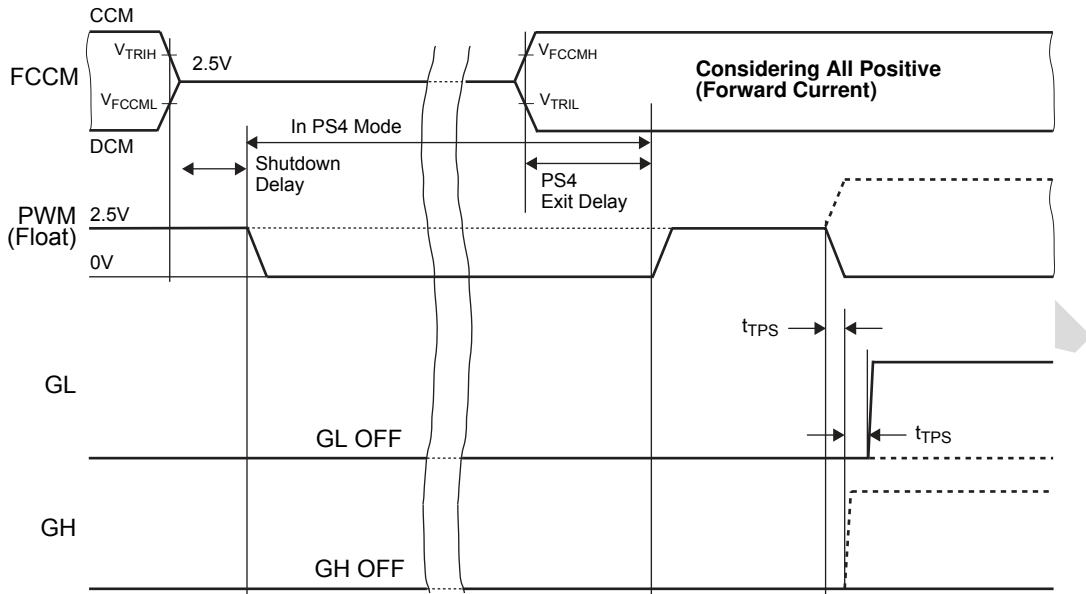 CCM
VTRIH
2.5V
VFCCMH
FCCM
Considering All Positive
(Forward Current)
VFCCML
VTRIL
DCM
In PS4 Mode
Shutdown
Delay
PS4
Exit Delay
PWM
(Float)
2.5V
0V
tTPS
GL
GL OFF
tTPS
GH
GH OFF